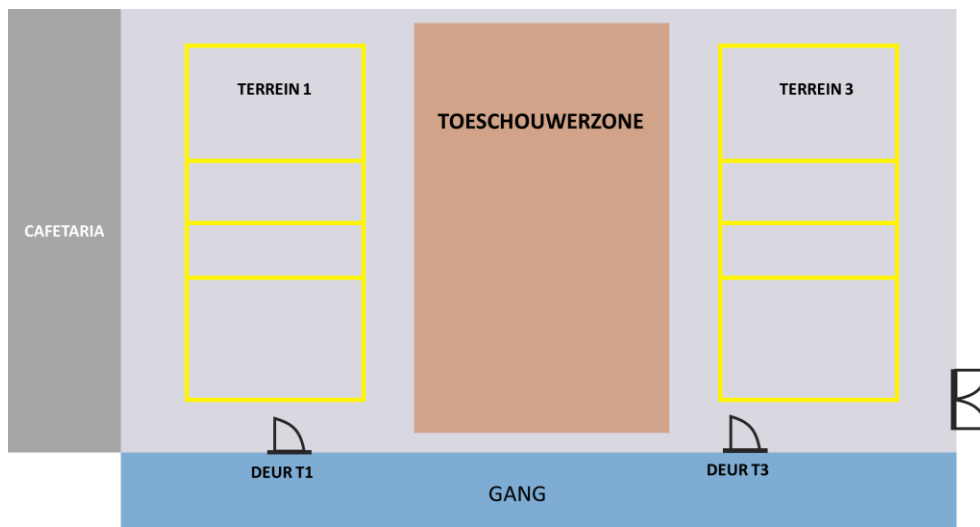 TERREIN 1
TERREIN 3
TOESCHOUWERZONE
CAFETARIA
DEUR T1
DEUR T3
GANG